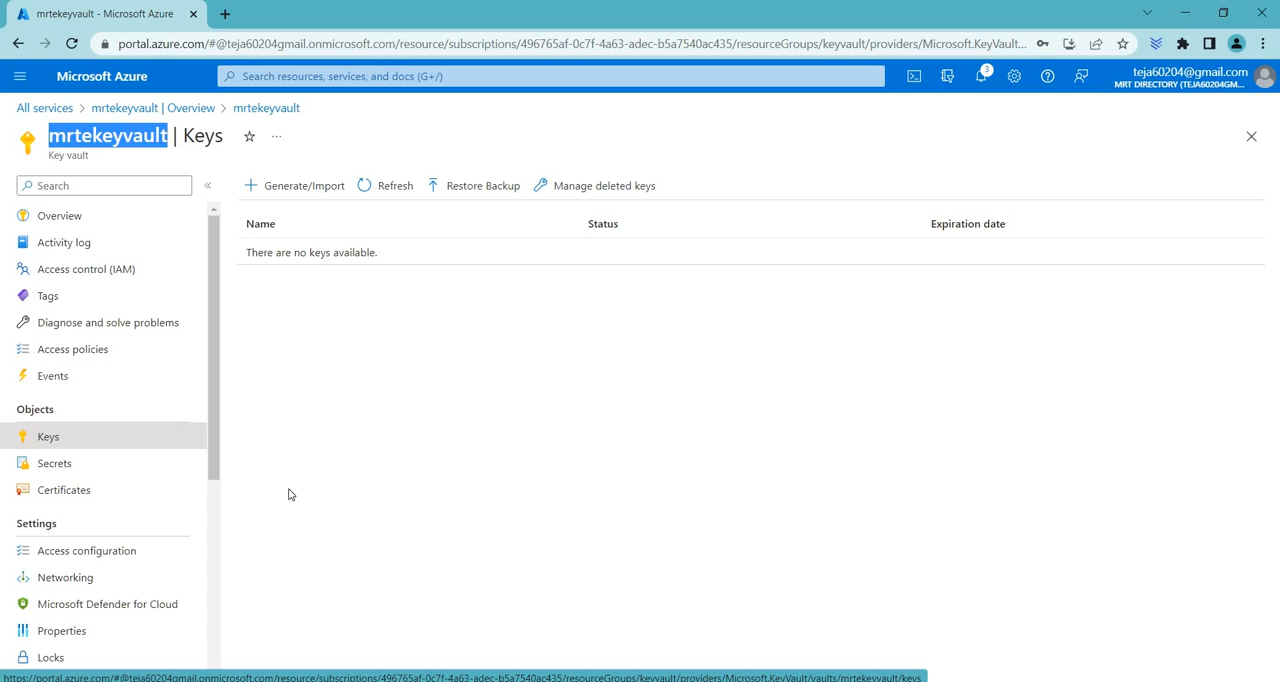 mrtekeyvault - Microsoft Azure
portal.azure.com/#@teja60204gmail.onmicrosoft.com/resource/subscriptions/496765af-0c7f-4a63-adec-b5a7540ac435/resourceGroups/keyvault/providers/Microsoft.KeyVault...
Microsoft Azure
Search resources, services, and docs (G+/)
3
teja60204@gmail.com
MRT DIRECTORY (TEJA60204GM...
All services > mrtekeyvault | Overview > mrtekeyvault
mrtekeyvault | Keys
Key vault
Search
Generate/Import
Refresh
Restore Backup
Manage deleted keys
Name Status Expiration date
There are no keys available.
Overview
Activity log
Access control (IAM)
Tags
Diagnose and solve problems
Access policies
Events
Objects
Keys
Secrets
Certificates
Settings
Access configuration
Networking
Microsoft Defender for Cloud
Properties
Locks
https://portal.azure.com/#@teja60204gmail.onmicrosoft.com/resource/subscriptions/496765af-0c7f-4a63-adec-b5a7540ac435/resourceGroups/keyvault/providers/Microsoft.KeyVault/vaults/mrtekeyvault/keys